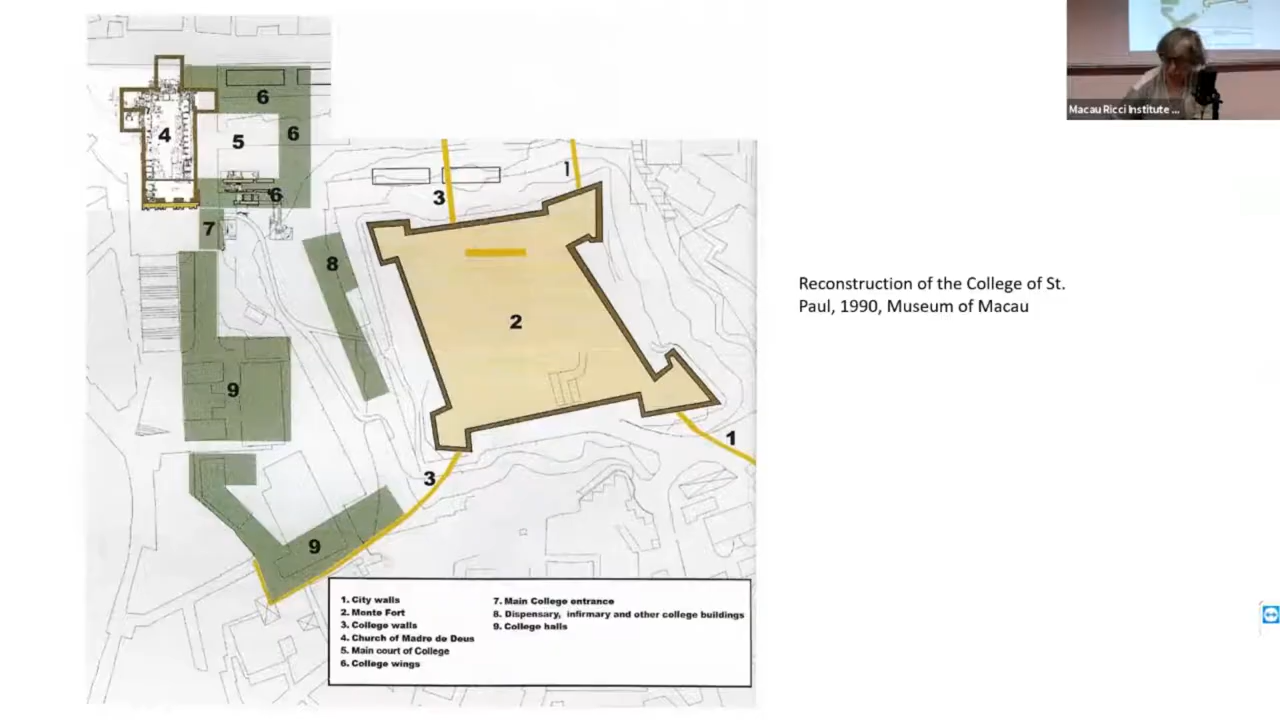 6
4
5
6
6
7
3
1
8
2
9
1
3
9
Macau Ricci Institute ...
Reconstruction of the College of St.
Paul, 1990, Museum of Macau
1. City walls
2. Monte Fort
3. College walls
4. Church of Madre de Deus
5. Main court of College
6. College wings
7. Main College entrance
8. Dispensary, infirmary and other college buildings
9. College halls